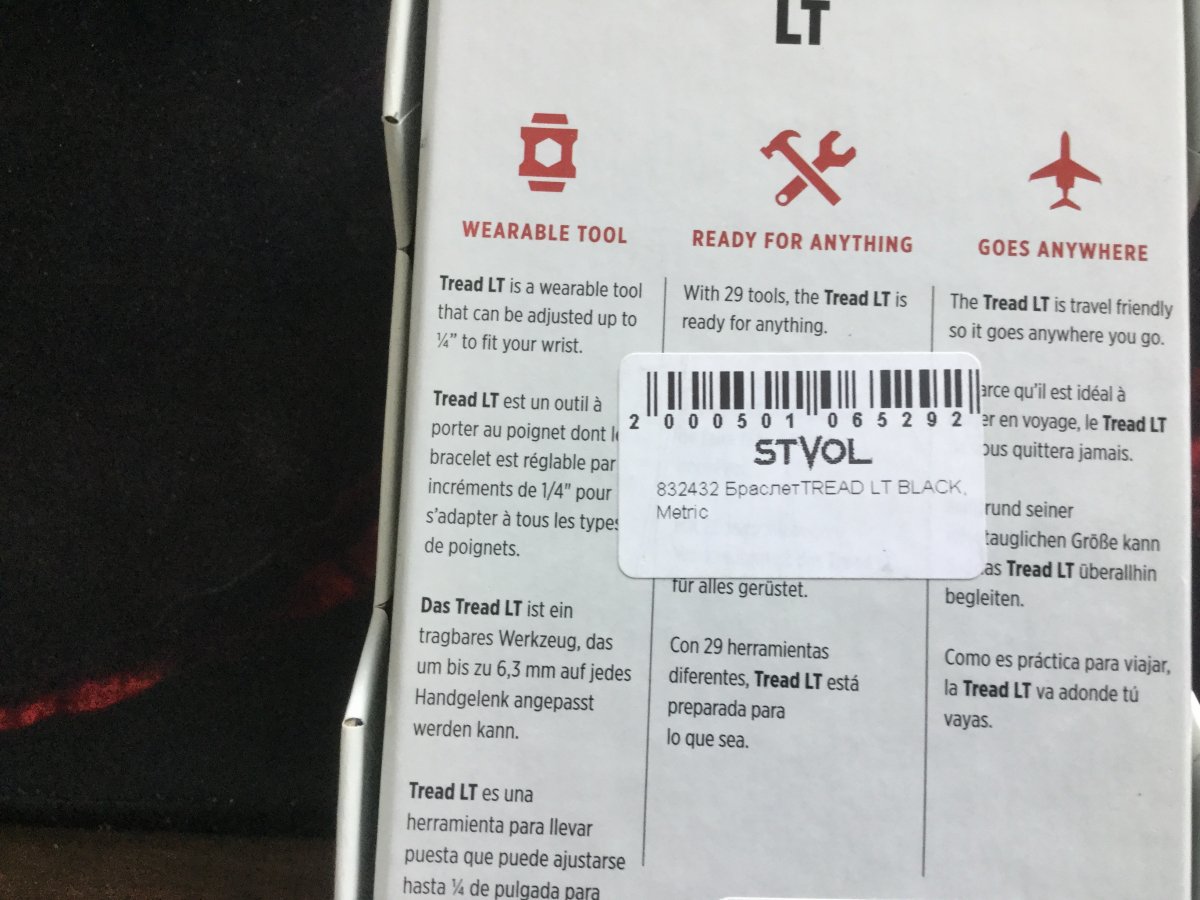 LT
WEARABLE TOOL
Tread LT is a wearable tool
that can be adjusted up to
¼” to fit your wrist.
Tread LT est un outil à
porter au poignet dont
bracelet est réglable par
incréments de 1/4" pour
s'adapter à tous les types
de poignets.
Das Tread LT ist ein
tragbares Werkzeug, das
um bis zu 6,3 mm auf jedes
Handgelenk angepasst
werden kann.
Tread LT es una
herramienta para llevar
puesta que puede ajustarse
hasta ¼ de pulgada para
READY FOR ANYTHING
With 29 tools, the Tread LT is
ready for anything.
2 000501 065292
STVOL
832432 БраслетTREAD LT BLACK,
Metric
für alles gerüstet.
Con 29 herramientas
diferentes, Tread LT está
preparada para
lo que sea.
GOES ANYWHERE
The Tread LT is travel friendly
so it goes anywhere you go.
qu'il est idéal à
en voyage, le Tread LT
quittera jamais.
seiner
Größe kann
Tread LT überallhin
begleiten.
Como es práctica para viajar,
la Tread LT va adonde tú
vayas.